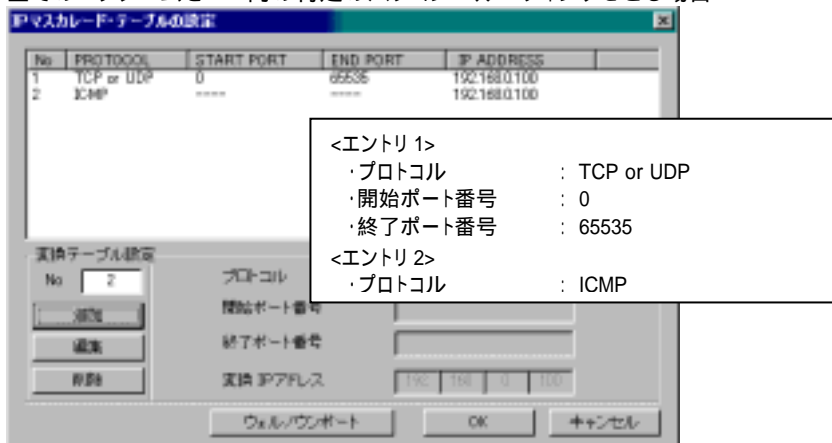 IPマスカレード・テーブルの設定
No PROTOCOL START PORT END PORT IP ADDRESS
1 TCP or UDP 0 65535 192.168.0.100
2 ICMP ---- ---- 192.168.0.100
<エントリ 1>
・プロトコル : TCP or UDP
・開始ポート番号 : 0
・終了ポート番号 : 65535
<エントリ 2>
・プロトコル : ICMP
変換テーブル設定
No 2
プロトコル
追加
開始ポート番号
編集
終了ポート番号
削除
変換 IPアドレス 192 168 0 100
ウェルノウンポート OK キャンセル